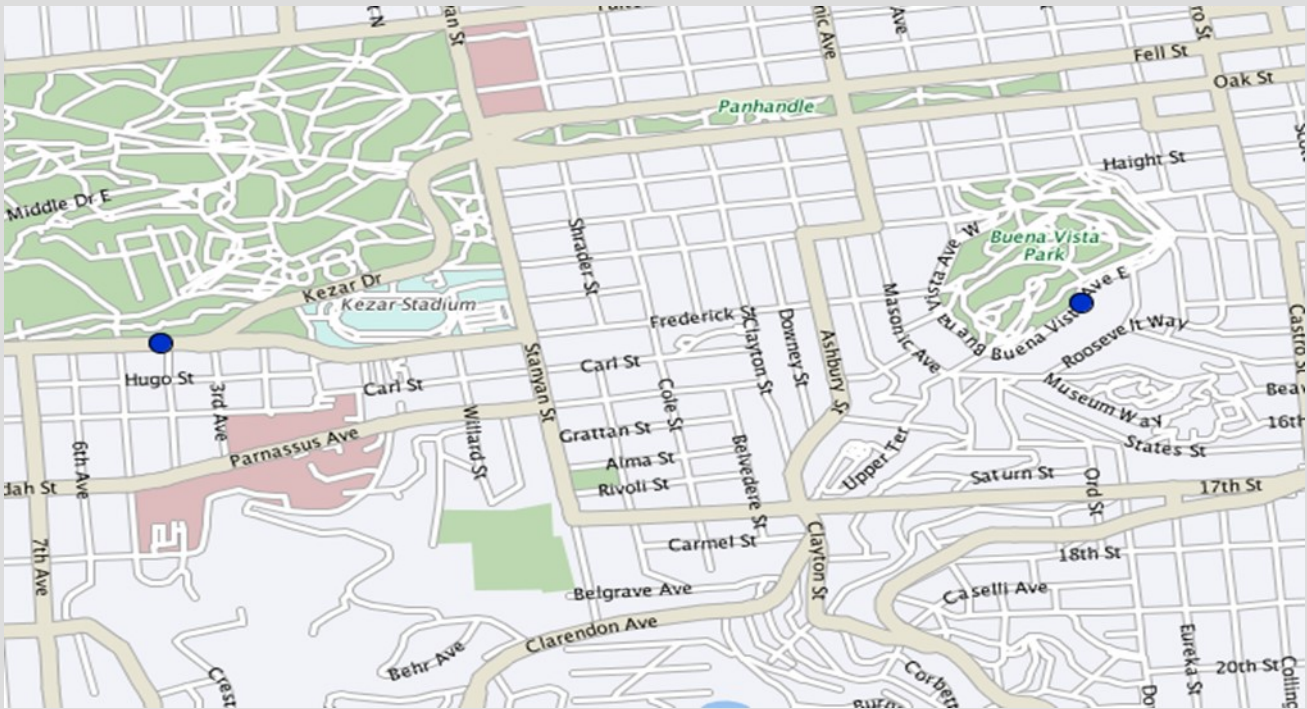 Fell St
Oak St
Panhandle
Haight St
Middle Dr E
Shrader St
Buena Vista
Park
Buena Vista Ave W
Buena Vista Ave E
Kezar Dr
Kezar Stadium
Masonic Ave
Roosevelt Way
Frederick St
Clayton St
Downey St
Ashbury St
Castro St
Stanyan St
Hugo St
3rd Ave
Carl St
Carl St
Cole St
Museum Way
16th
Willard St
Grattan St
Belvedere St
States St
Parnassus Ave
6th Ave
Alma St
Upper Ter
Saturn St
Ord St
Rivoli St
17th St
7th Ave
Carmel St
Clayton St
18th St
Belgrave Ave
Caselli Ave
Clarendon Ave
Behr Ave
Eureka St
20th St
Crest
Corbett